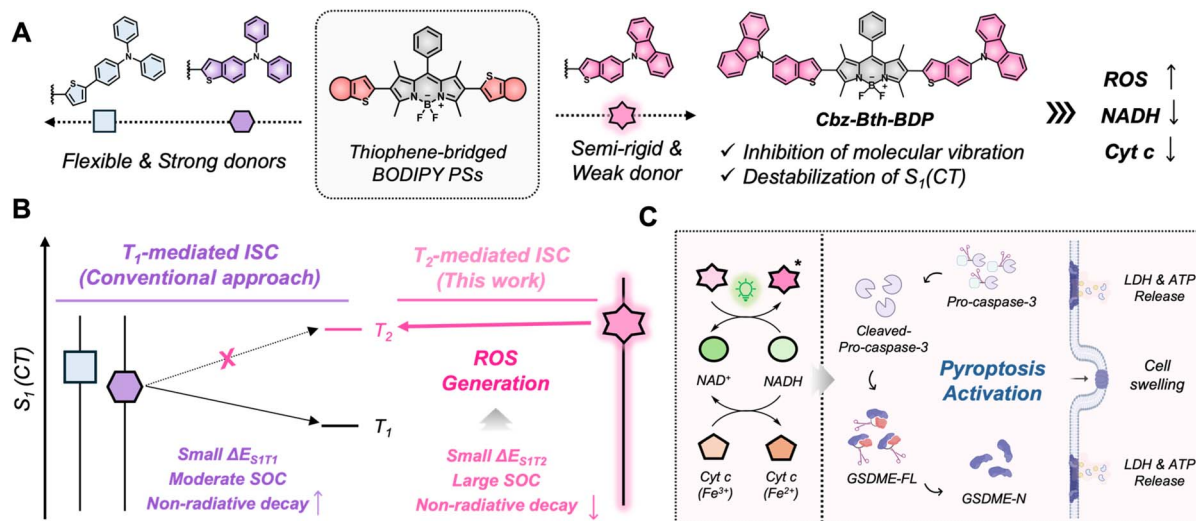 A
N
S
N
S
S
S
N
N
B
F
F
−
+
Flexible & Strong donors
Thiophene-bridged
BODIPY PSs
S
N
Semi-rigid &
Weak donor
N
S
N
N
B
F
F
−
+
S
N
Cbz-Bth-BDP
✓ Inhibition of molecular vibration
✓ Destabilization of S1(CT)
ROS ↑
NADH ↓
Cyt c ↓
B
S1 (CT)
T1-mediated ISC
(Conventional approach)
T2-mediated ISC
(This work)
X
T2
T1
ROS
Generation
Small ΔES1T1
Moderate SOC
Non-radiative decay ↑
Small ΔES1T2
Large SOC
Non-radiative decay ↓
C
*
NAD+
NADH
Cyt c
(Fe3+)
Cyt c
(Fe2+)
Pro-caspase-3
Cleaved-
Pro-caspase-3
Pyroptosis
Activation
GSDME-FL
GSDME-N
LDH & ATP
Release
Cell
swelling
LDH & ATP
Release